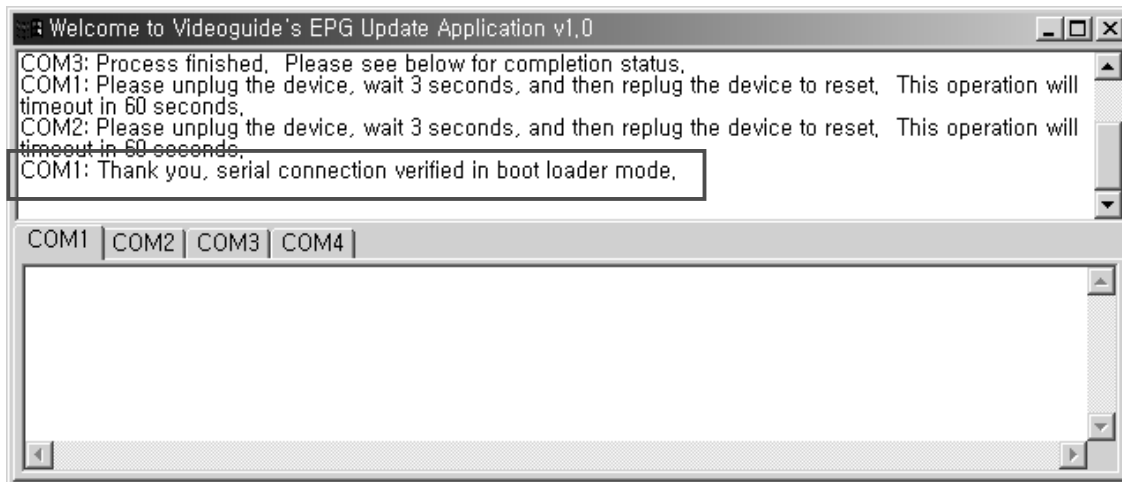 Welcome to Videoguide's EPG Update Application v1.0
COM3: Process finished. Please see below for completion status.
COM1: Please unplug the device, wait 3 seconds, and then replug the device to reset. This operation will
timeout in 60 seconds.
COM2: Please unplug the device, wait 3 seconds, and then replug the device to reset. This operation will
timeout in 60 seconds.
COM1: Thank you, serial connection verified in boot loader mode.
COM1 COM2 COM3 COM4